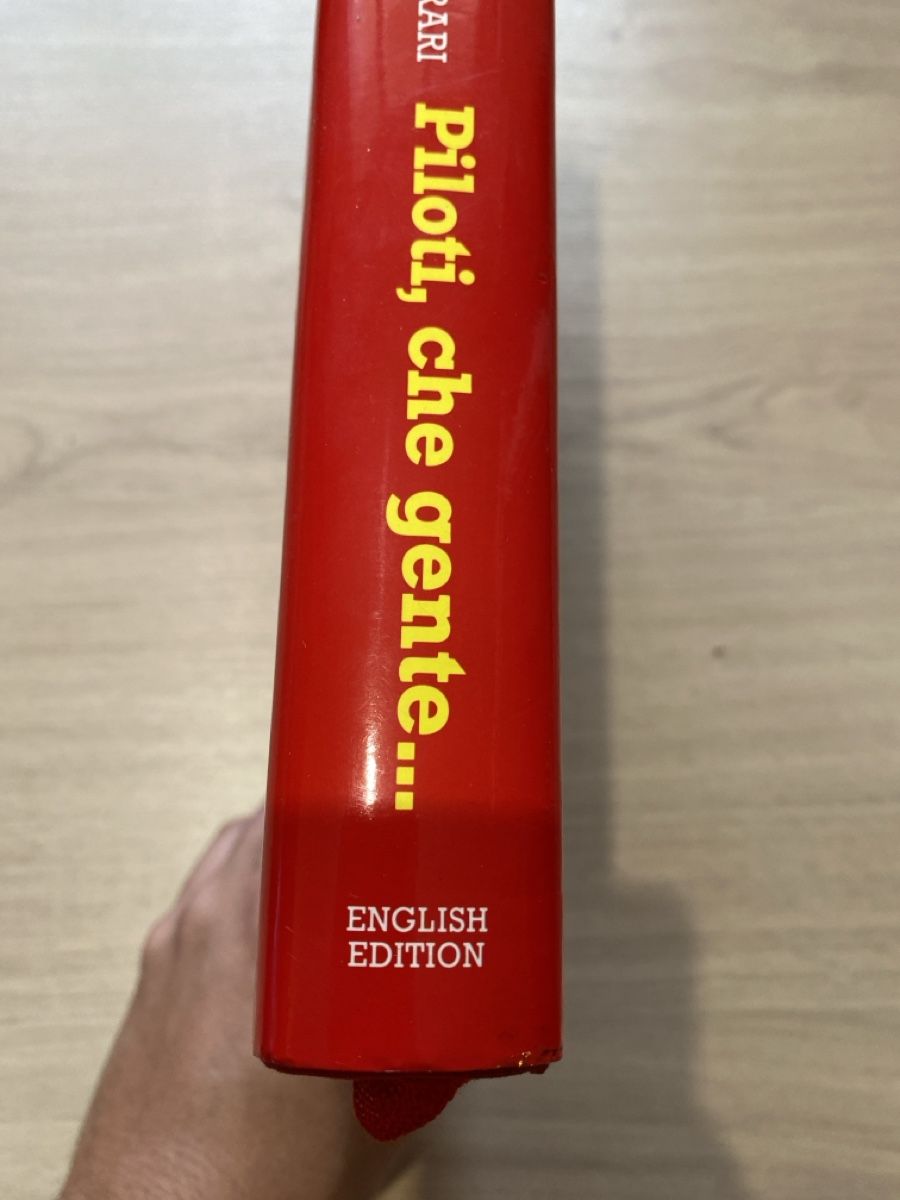 RARI
Piloti, che gente...
ENGLISH
EDITION